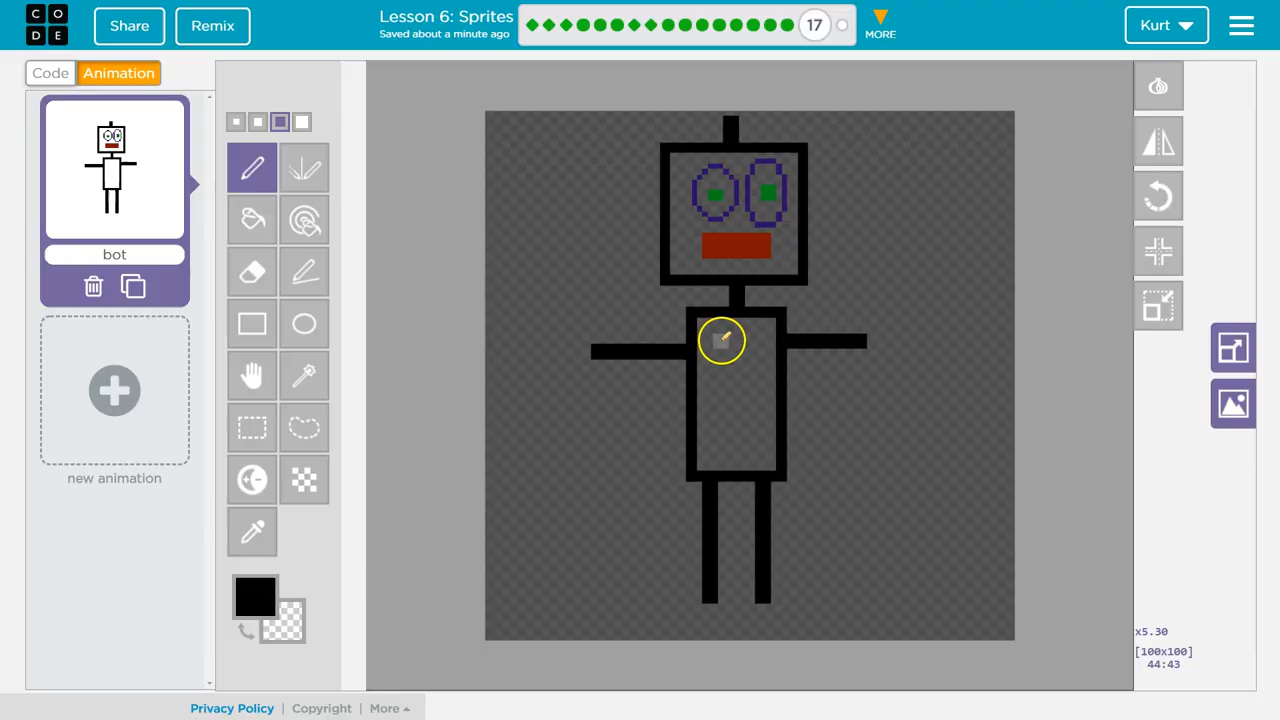 C O
D E
Share
Remix
Lesson 6: Sprites
Saved about a minute ago
17
MORE
Kurt
Code
Animation
bot
new animation
x5.30
[100x100]
44:43
Privacy Policy | Copyright | More